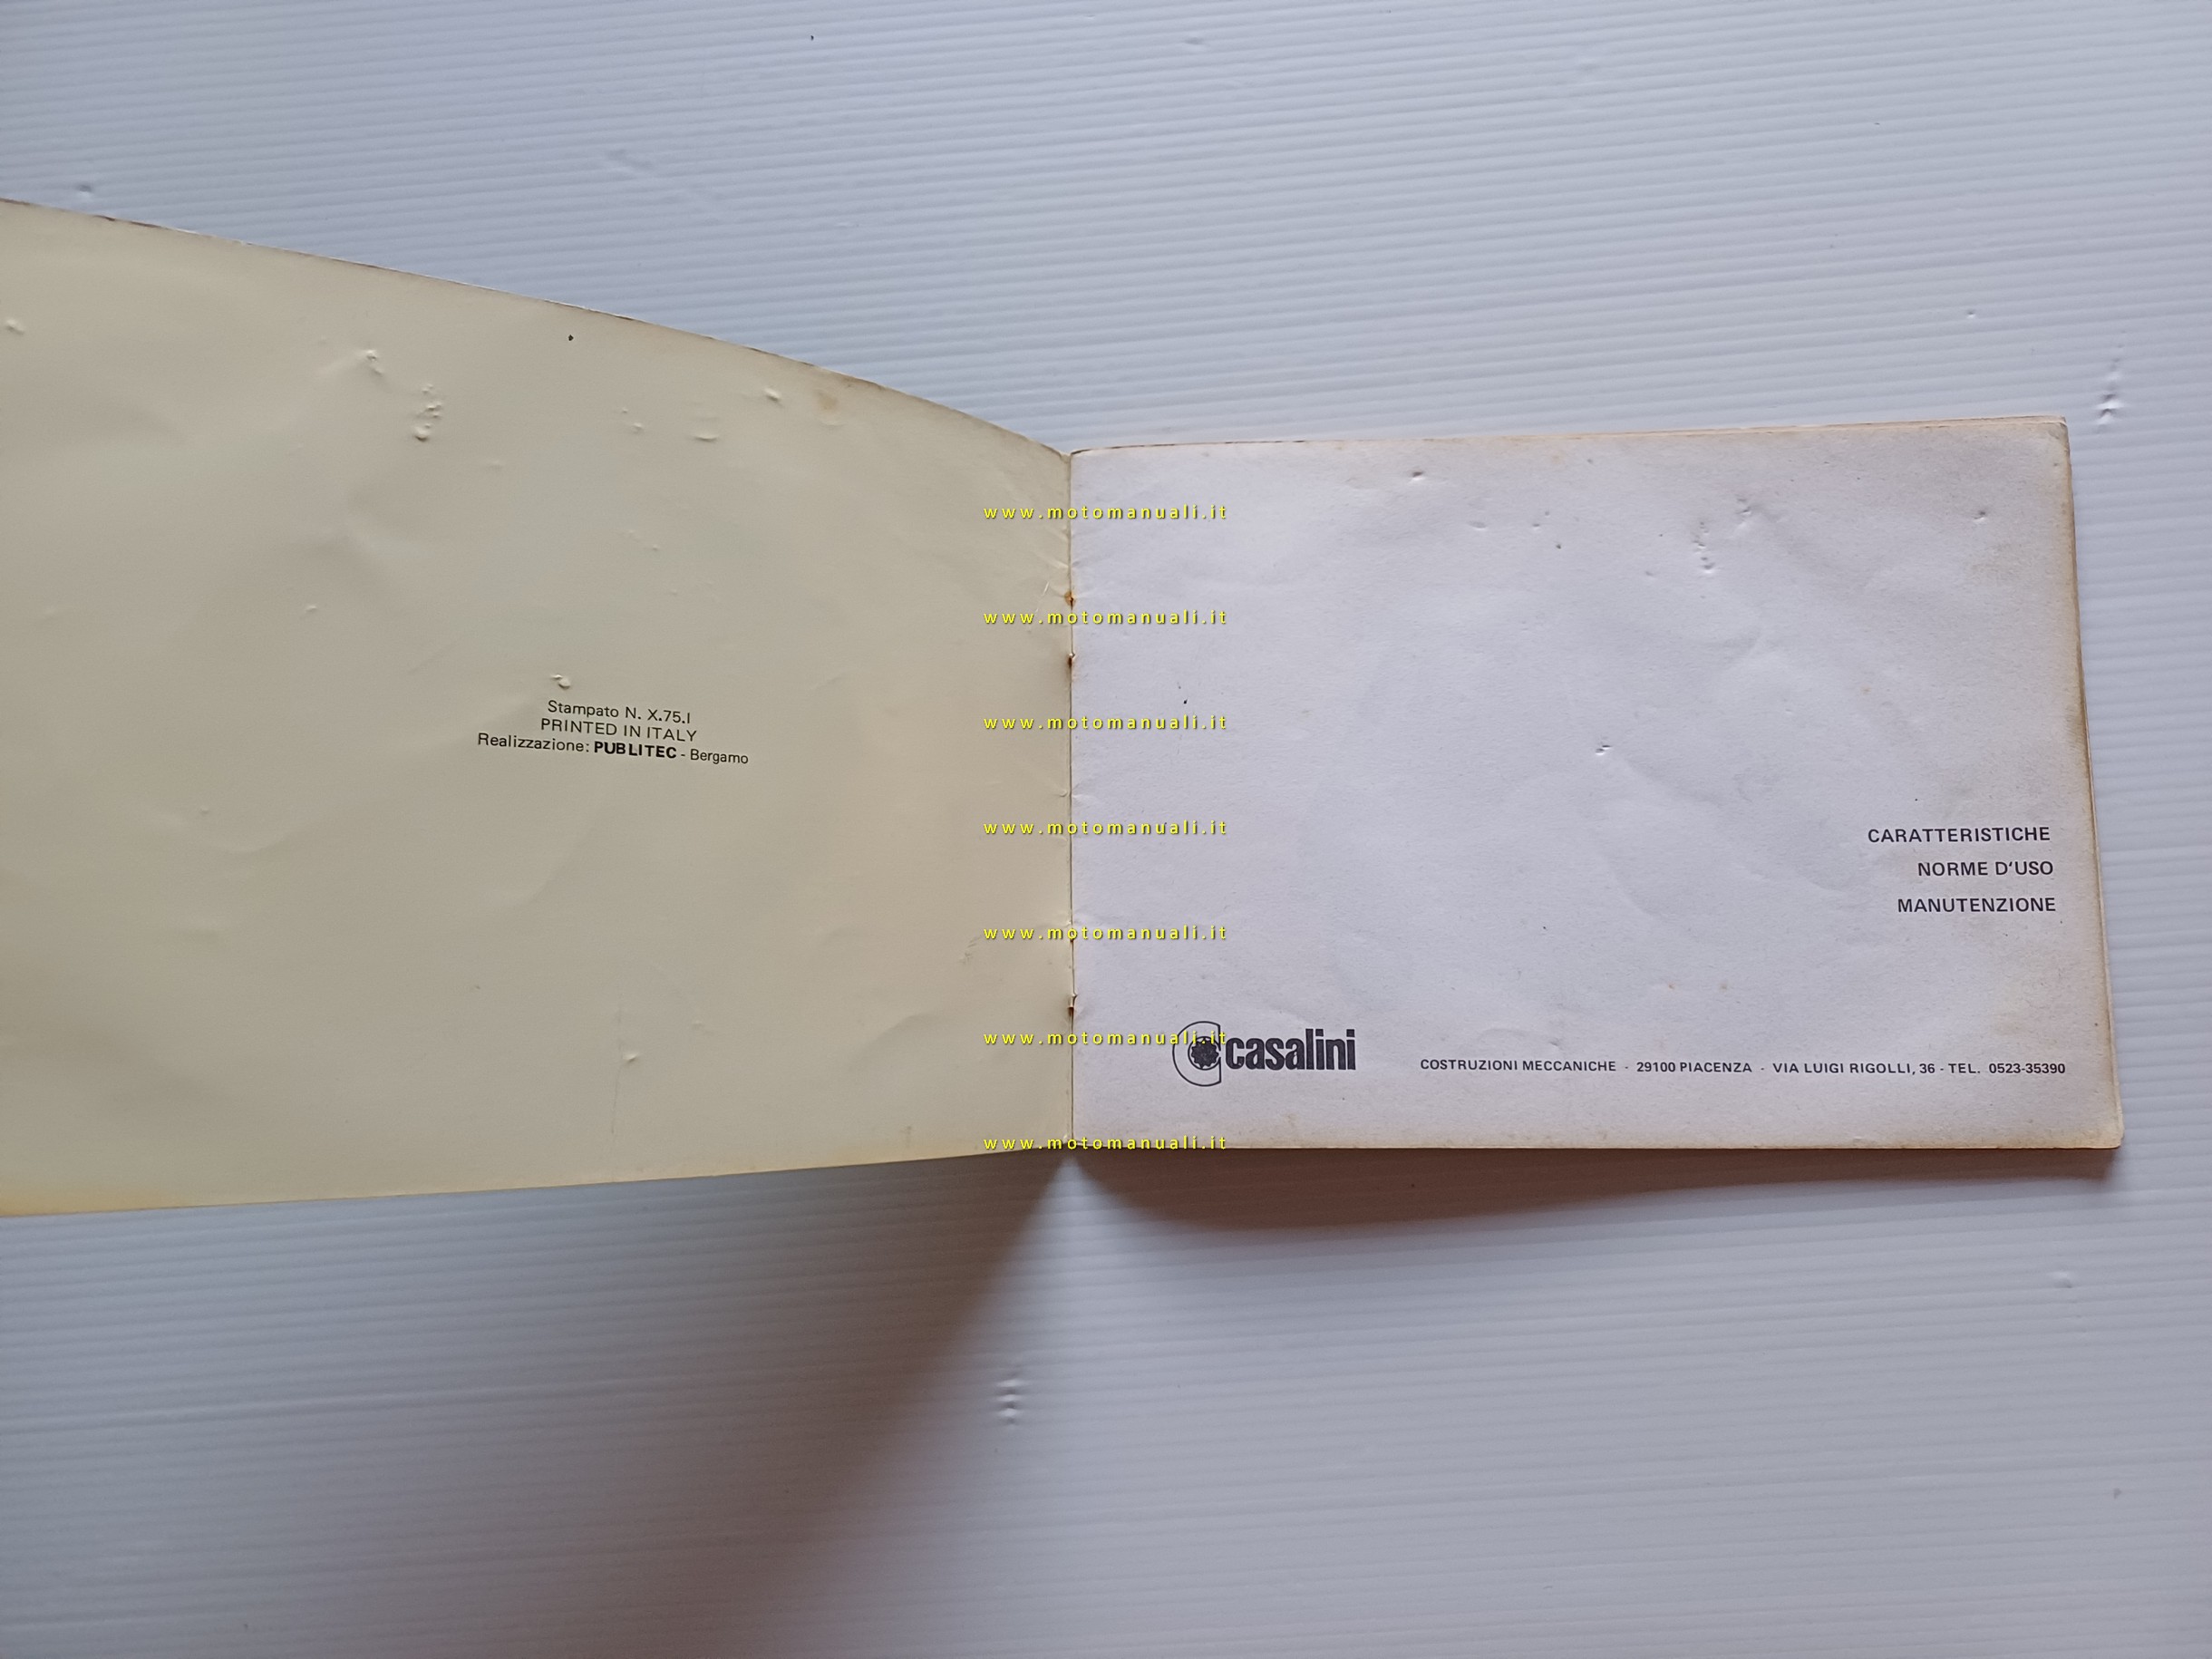 Stampato N. X.75.I
PRINTED IN ITALY
Realizzazione: PUBLITEC - Bergamo
www.motomanuali.it
www.motomanuali.it
www.motomanuali.it
www.motomanuali.it
www.motomanuali.it
www.motomanuali.it
www.motomanuali.it
CARATTERISTICHE
NORME D'USO
MANUTENZIONE
casalini
COSTRUZIONI MECCANICHE - 29100 PIACENZA - VIA LUIGI RIGOLLI, 36 - TEL. 0523-35390